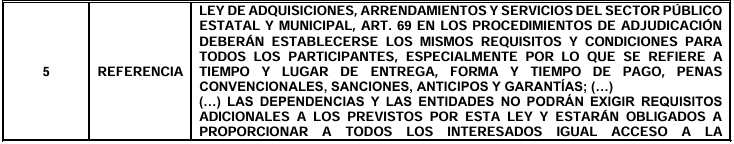 LEY DE ADQUISICIONES, ARRENDAMIENTOS Y SERVICIOS DEL SECTOR PÚBLICO
ESTATAL Y MUNICIPAL, ART. 69 EN LOS PROCEDIMIENTOS DE ADJUDICACIÓN
DEBERÁN ESTABLECERSE LOS MISMOS REQUISITOS Y CONDICIONES PARA
TODOS LOS PARTICIPANTES, ESPECIALMENTE POR LO QUE SE REFIERE A
5 REFERENCIA TIEMPO Y LUGAR DE ENTREGA, FORMA Y TIEMPO DE PAGO, PENAS
CONVENCIONALES, SANCIONES, ANTICIPOS Y GARANTÍAS; (...)
(...) LAS DEPENDENCIAS Y LAS ENTIDADES NO PODRÁN EXIGIR REQUISITOS
ADICIONALES A LOS PREVISTOS POR ESTA LEY Y ESTARÁN OBLIGADOS A
PROPORCIONAR A TODOS LOS INTERESADOS IGUAL ACCESO A LA